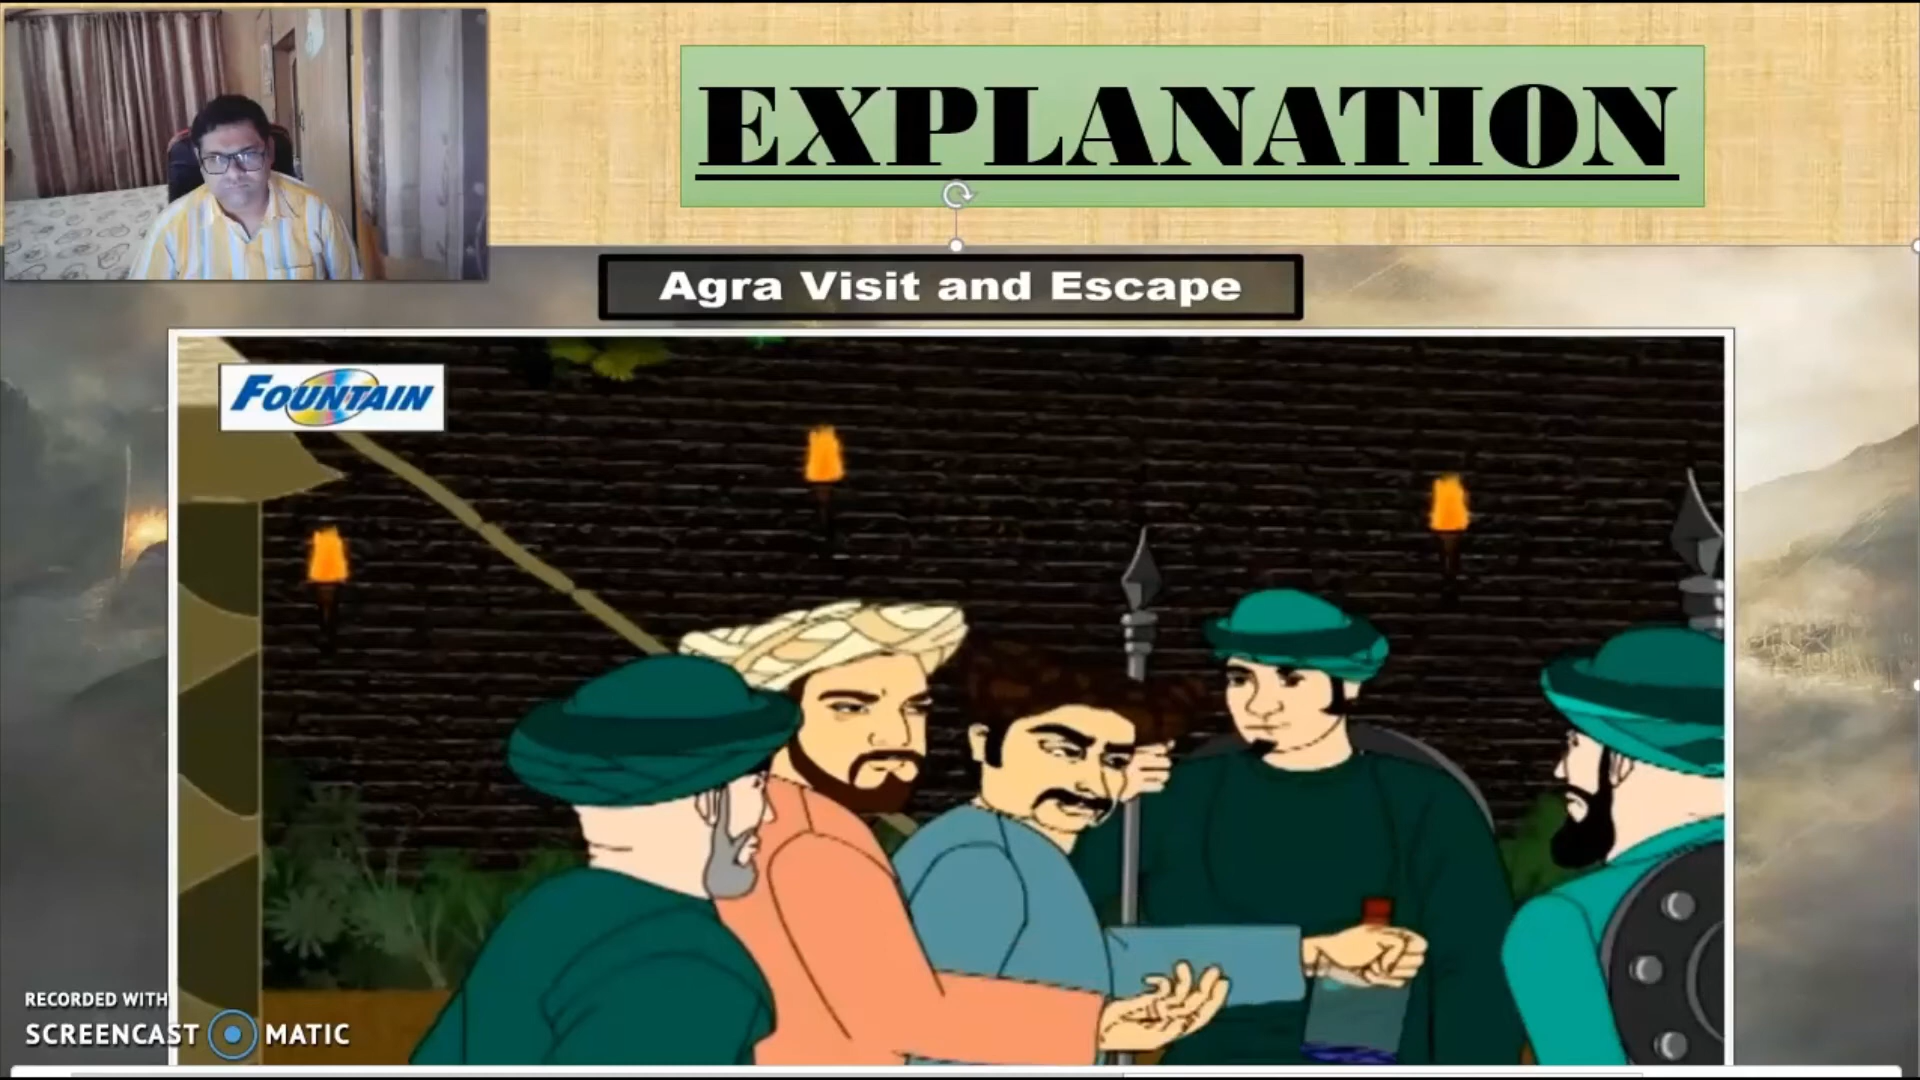 EXPLANATION
Agra Visit and Escape
FOUNTAIN
RECORDED WITH
SCREENCAST MATIC